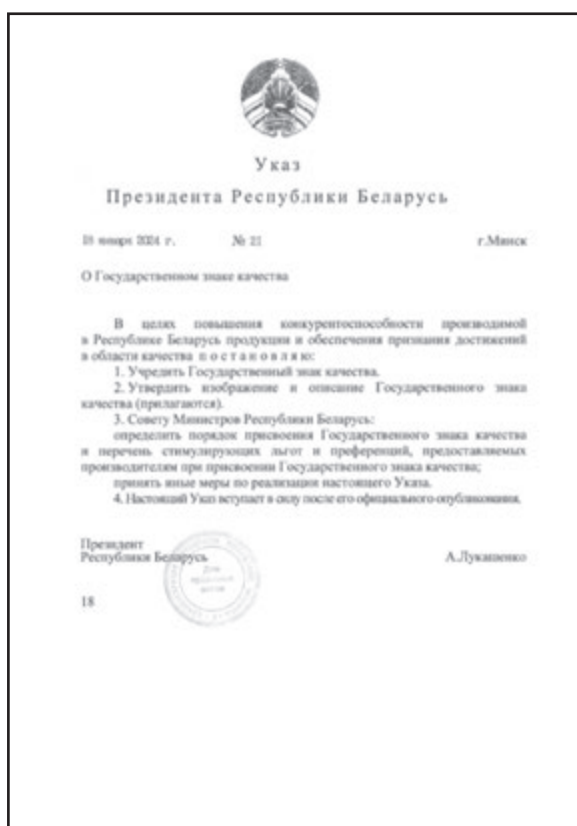 Указ
Президента Республики Беларусь
18 января 2024 г. № 21 г.Минск
О Государственном знаке качества
В целях повышения конкурентоспособности производимой
в Республике Беларусь продукции и обеспечения признания достижений
в области качества п о с т а н о в л я ю:
1. Учредить Государственный знак качества.
2. Утвердить изображение и описание Государственного знака
качества (прилагаются).
3. Совету Министров Республики Беларусь:
определить порядок присвоения Государственного знака качества
и перечень стимулирующих льгот и преференций, предоставляемых
производителям при присвоении Государственного знака качества;
принять иные меры по реализации настоящего Указа.
4. Настоящий Указ вступает в силу после его официального опубликования.
Президент
Республики Беларусь А.Лукашенко
Для
18